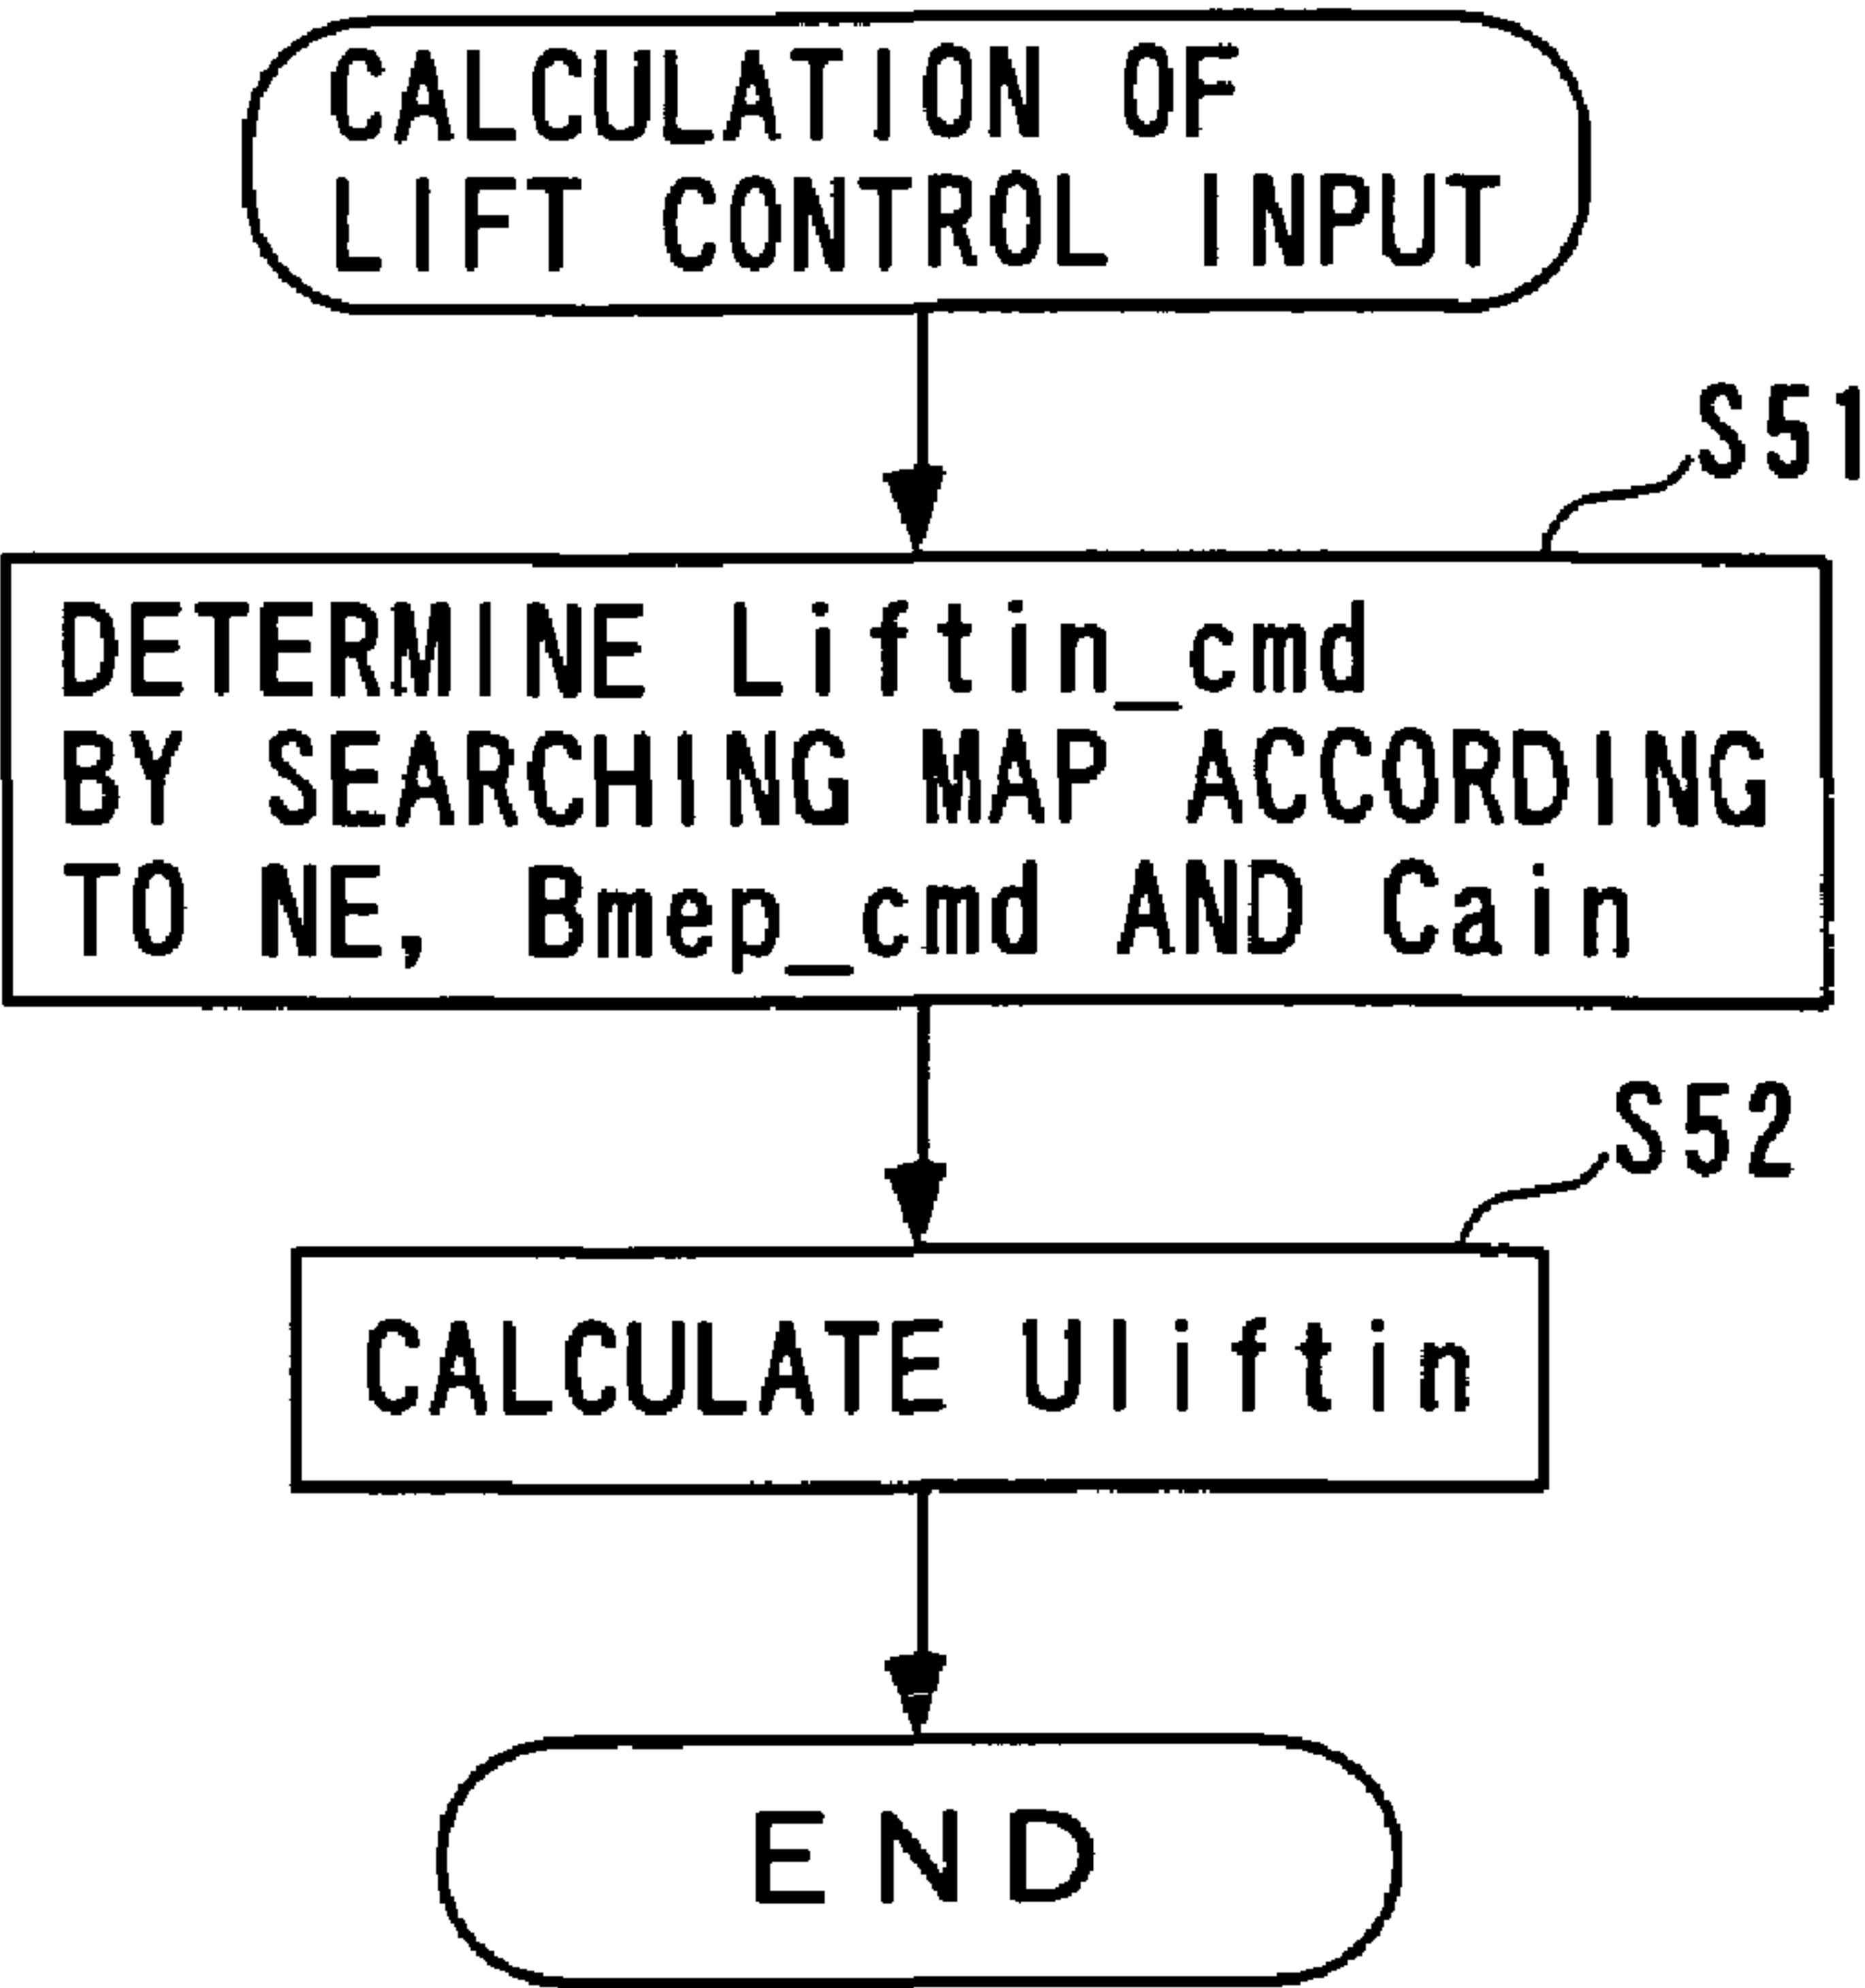 CALCULATION OF
LIFT CONTROL INPUT
S51
DETERMINE Liftin_cmd
BY SEARCHING MAP ACCORDING
TO NE, Bmep_cmd AND Cain
S52
CALCULATE Uliftin
END